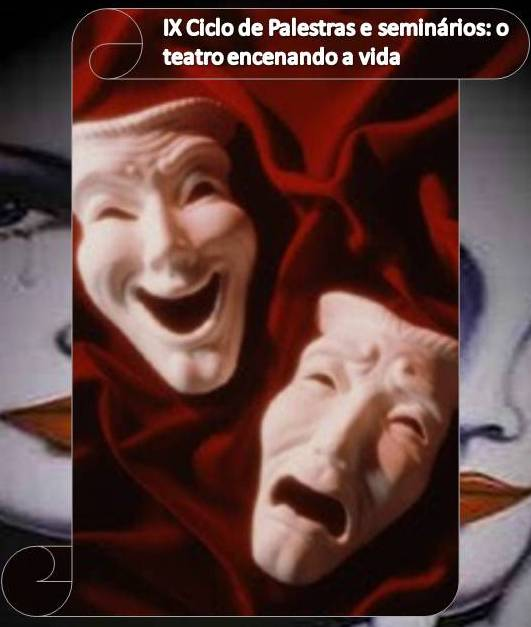 IX Ciclo de Palestras e seminários: o
teatro encenando a vida